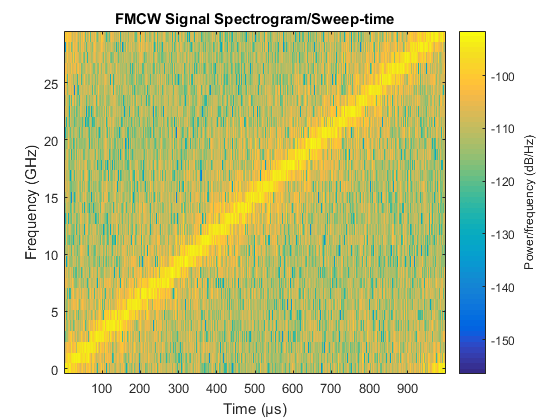 FMCW Signal Spectrogram/Sweep-time
25
20
15
10
5
0
Frequency (GHz)
100 200 300 400 500 600 700 800 900
Time (µs)
-100
-110
-120
-130
-140
-150
Power/frequency (dB/Hz)